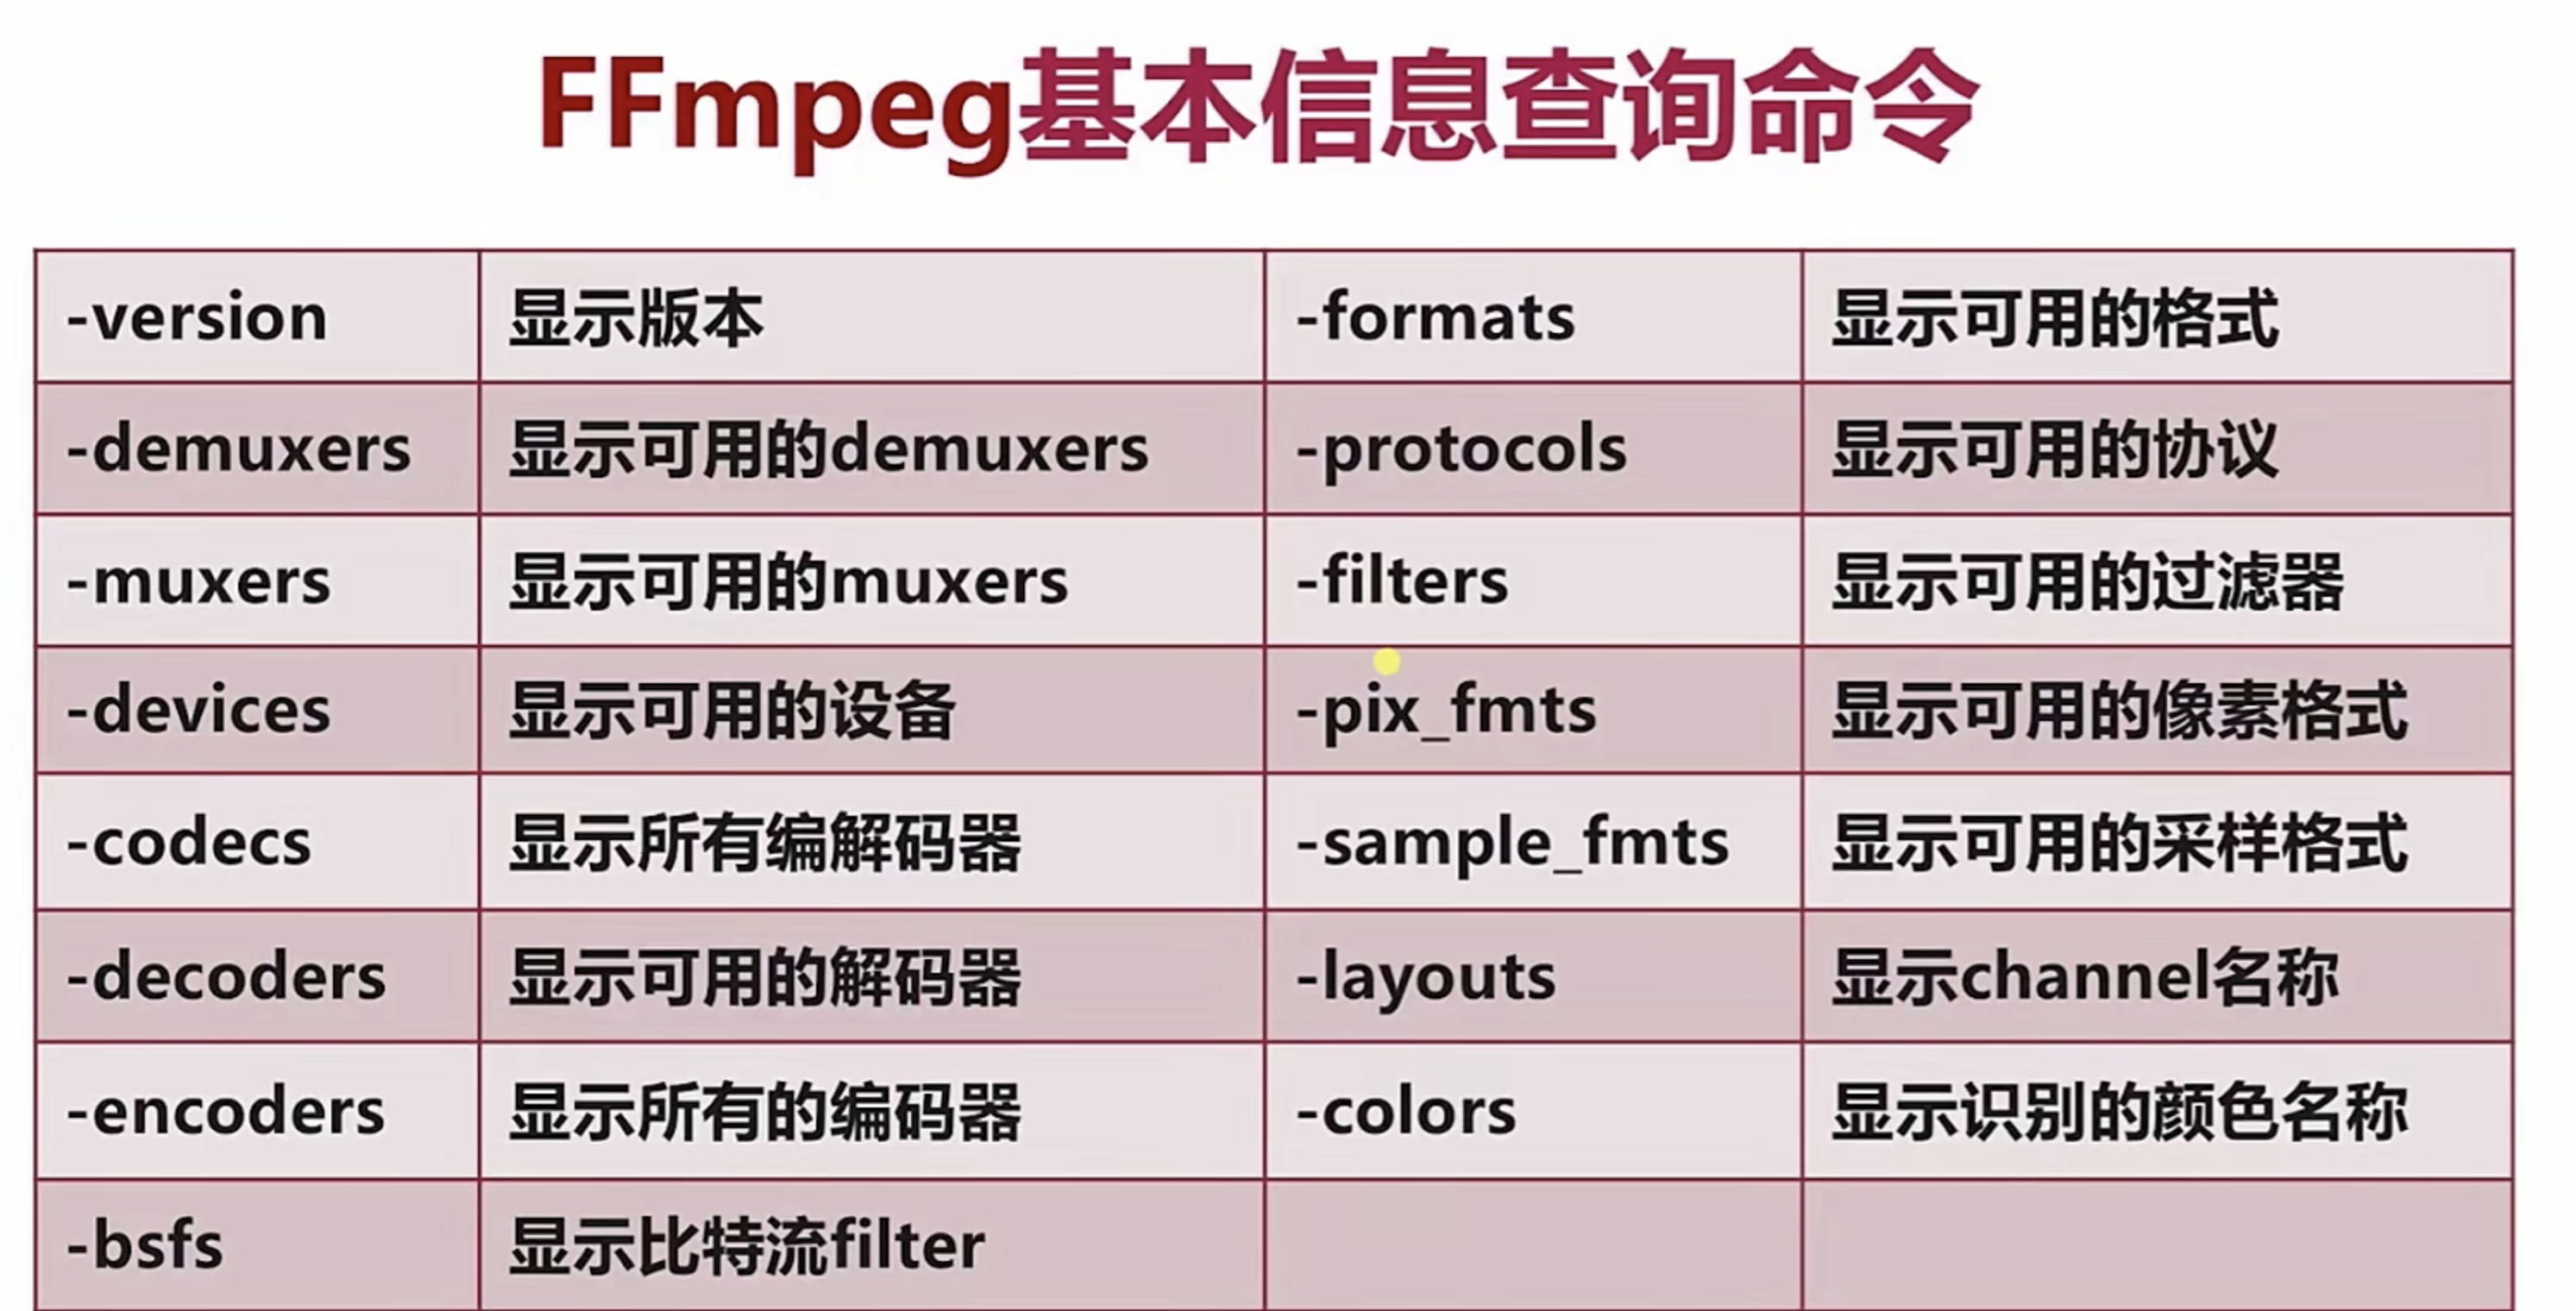 FFmpeg基本信息查询命令
-version 显示版本 -formats 显示可用的格式
-demuxers 显示可用的demuxers -protocols 显示可用的协议
-muxers 显示可用的muxers -filters 显示可用的过滤器
-devices 显示可用的设备 -pix_fmts 显示可用的像素格式
-codecs 显示所有编解码器 -sample_fmts 显示可用的采样格式
-decoders 显示可用的解码器 -layouts 显示channel名称
-encoders 显示所有的编码器 -colors 显示识别的颜色名称
-bsfs 显示比特流filter